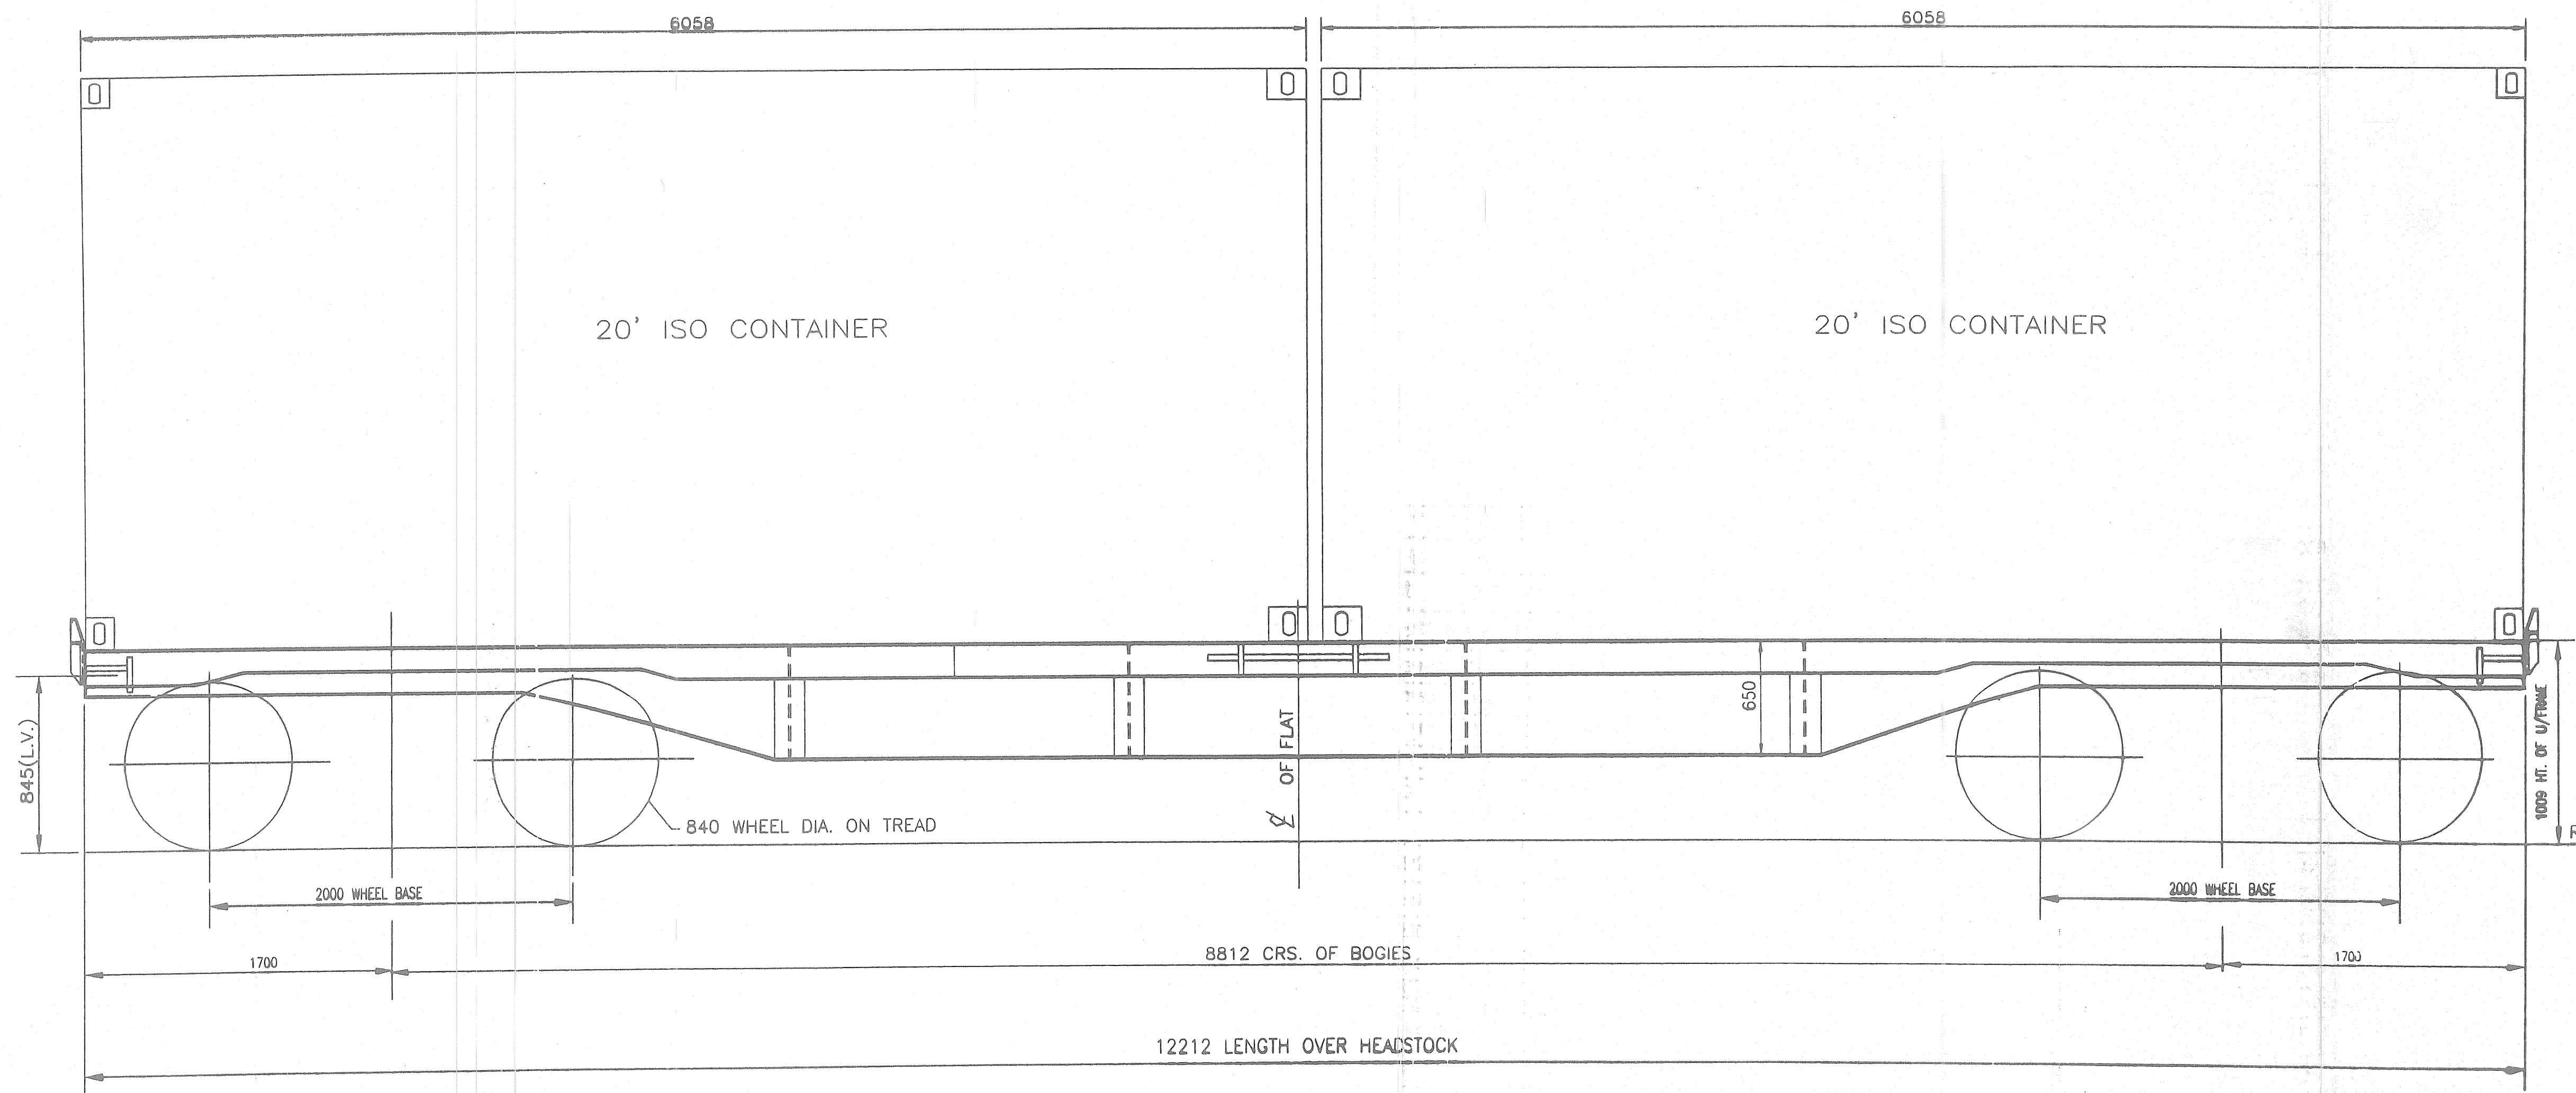 6058
6058
20' ISO CONTAINER
20' ISO CONTAINER
845(L.V.)
840 WHEEL DIA. ON TREAD
℄ OF FLAT
650
1009 HT. OF U/FRAME
R
2000 WHEEL BASE
2000 WHEEL BASE
1700
8812 CRS. OF BOGIES
1700
12212 LENGTH OVER HEADSTOCK